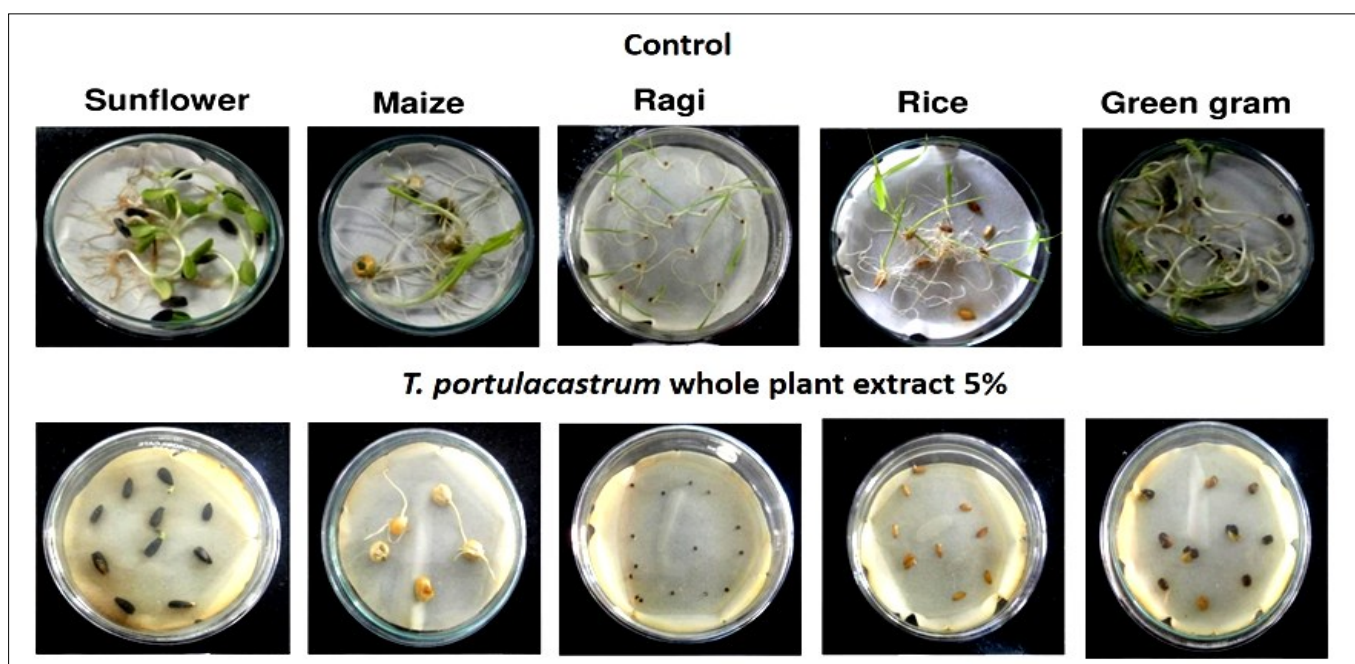 Control
Sunflower Maize Ragi Rice Green gram
T. portulacastrum whole plant extract 5%